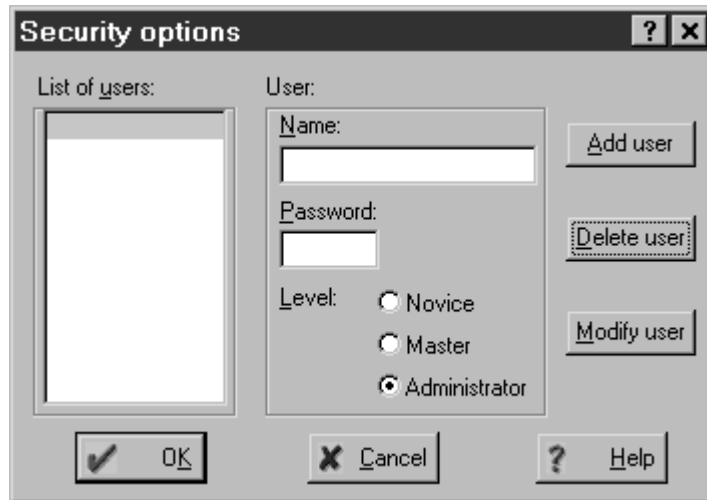 Security options
? ×
List of users:
User:
Name:
Password:
Level:
Novice
Master
Administrator
Add user
Delete user
Modify user
OK
Cancel
? Help